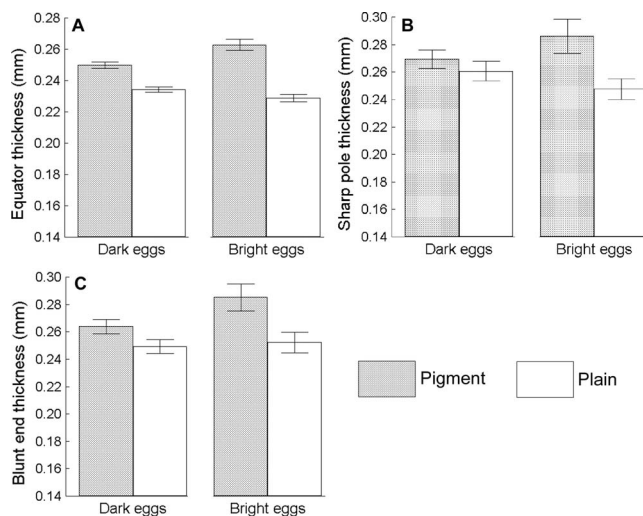 A
Equator thickness (mm)
0.28
0.26
0.24
0.22
0.20
0.18
0.16
0.14
Dark eggs
Bright eggs
B
Sharp pole thickness (mm)
0.30
0.28
0.26
0.24
0.22
0.20
0.18
0.16
0.14
Dark eggs
Bright eggs
C
Blunt end thickness (mm)
0.30
0.28
0.26
0.24
0.22
0.20
0.18
0.16
0.14
Dark eggs
Bright eggs
Pigment
Plain